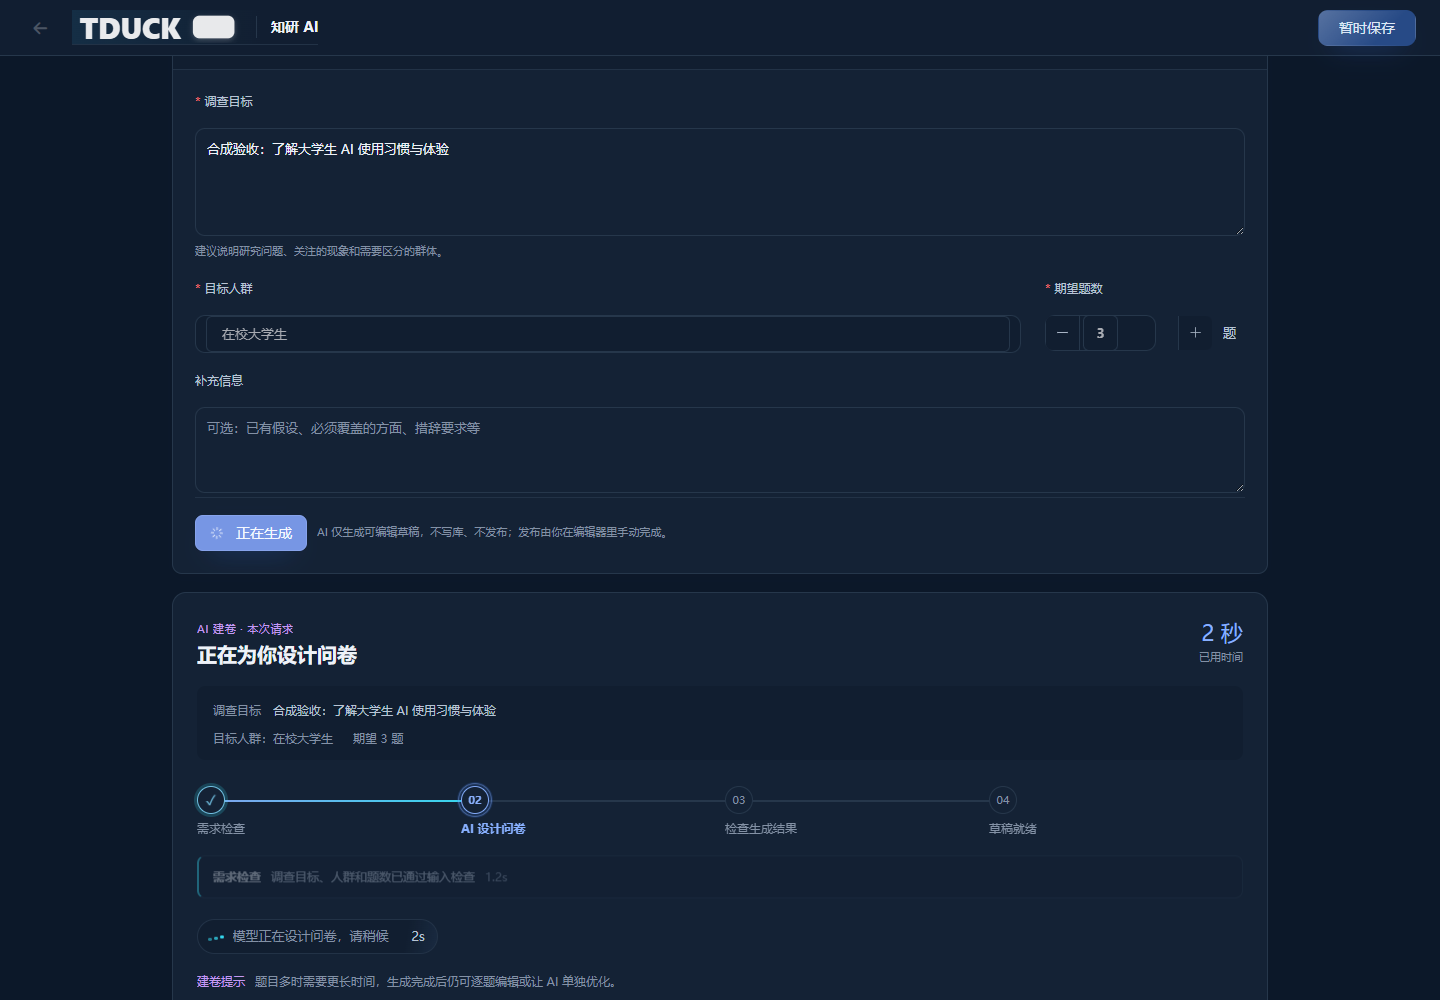 TDUCK
知研 AI
暂时保存
* 调查目标
合成验收：了解大学生 AI 使用习惯与体验
建议说明研究问题、关注的现象和需要区分的群体。
* 目标人群
* 期望题数
在校大学生
3
题
补充信息
可选：已有假设、必须覆盖的方面、措辞要求等
正在生成
AI 仅生成可编辑草稿，不写库、不发布；发布由你在编辑器里手动完成。
AI 建卷 · 本次请求
正在为你设计问卷
2 秒
已用时间
调查目标 合成验收：了解大学生 AI 使用习惯与体验
目标人群：在校大学生 期望 3 题
02
03
04
需求检查
AI 设计问卷
检查生成结果
草稿就绪
需求检查 调查目标、人群和题数已通过输入检查 1.2s
模型正在设计问卷，请稍候 2s
建卷提示 题目多时需要更长时间，生成完成后仍可逐题编辑或让 AI 单独优化。